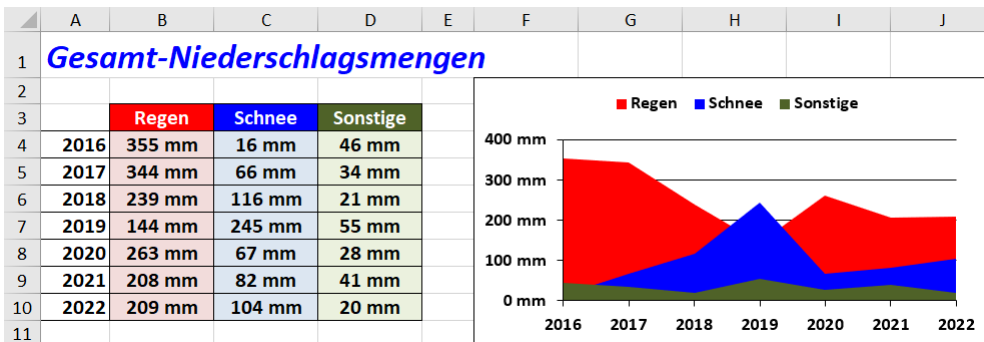 A B C D E F G H I J
1 Gesamt-Niederschlagsmengen
2
3 Regen Schnee Sonstige
4 2016 355 mm 16 mm 46 mm
5 2017 344 mm 66 mm 34 mm
6 2018 239 mm 116 mm 21 mm
7 2019 144 mm 245 mm 55 mm
8 2020 263 mm 67 mm 28 mm
9 2021 208 mm 82 mm 41 mm
10 2022 209 mm 104 mm 20 mm
11
Regen Schnee Sonstige
400 mm
300 mm
200 mm
100 mm
0 mm
2016 2017 2018 2019 2020 2021 2022